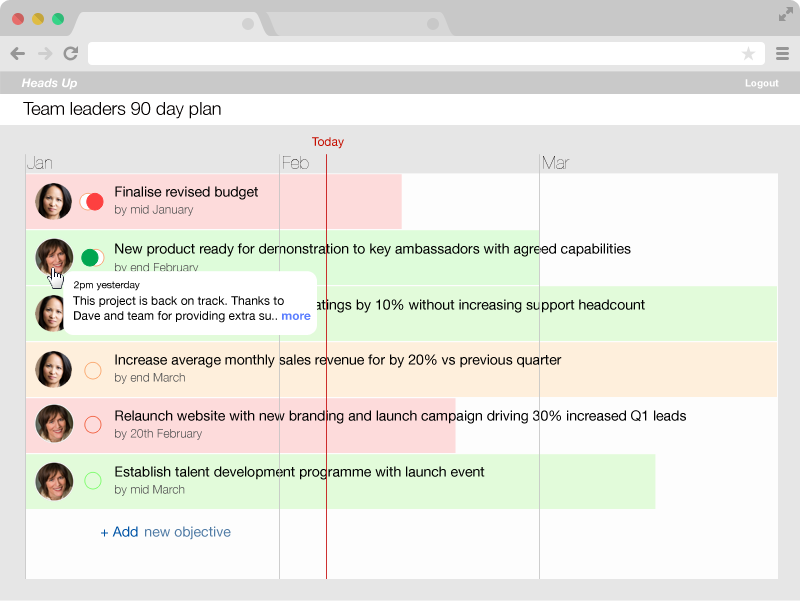 Heads Up
Logout
Team leaders 90 day plan
Today
Jan
Feb
Mar
Finalise revised budget
by mid January
New product ready for demonstration to key ambassadors with agreed capabilities
by end February
2pm yesterday
This project is back on track. Thanks to
Dave and team for providing extra su.. more
atings by 10% without increasing support headcount
Increase average monthly sales revenue for by 20% vs previous quarter
by end March
Relaunch website with new branding and launch campaign driving 30% increased Q1 leads
by 20th February
Establish talent development programme with launch event
by mid March
+ Add new objective